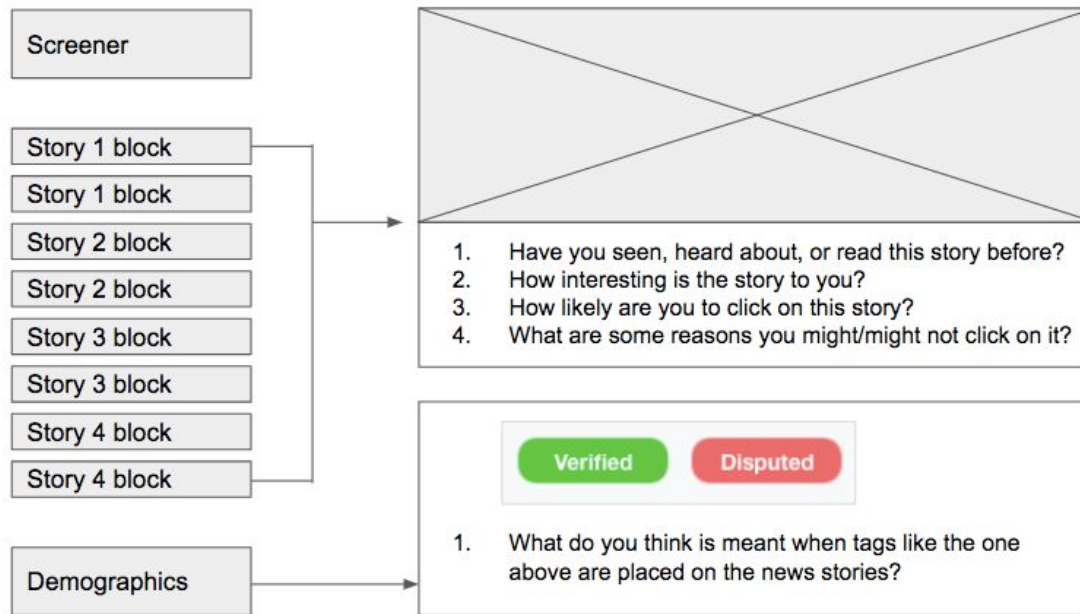 Screener
Story 1 block
Story 1 block
Story 2 block
Story 2 block
Story 3 block
Story 3 block
Story 4 block
Story 4 block
Demographics
1. Have you seen, heard about, or read this story before?
2. How interesting is the story to you?
3. How likely are you to click on this story?
4. What are some reasons you might/might not click on it?
Verified Disputed
1. What do you think is meant when tags like the one
above are placed on the news stories?